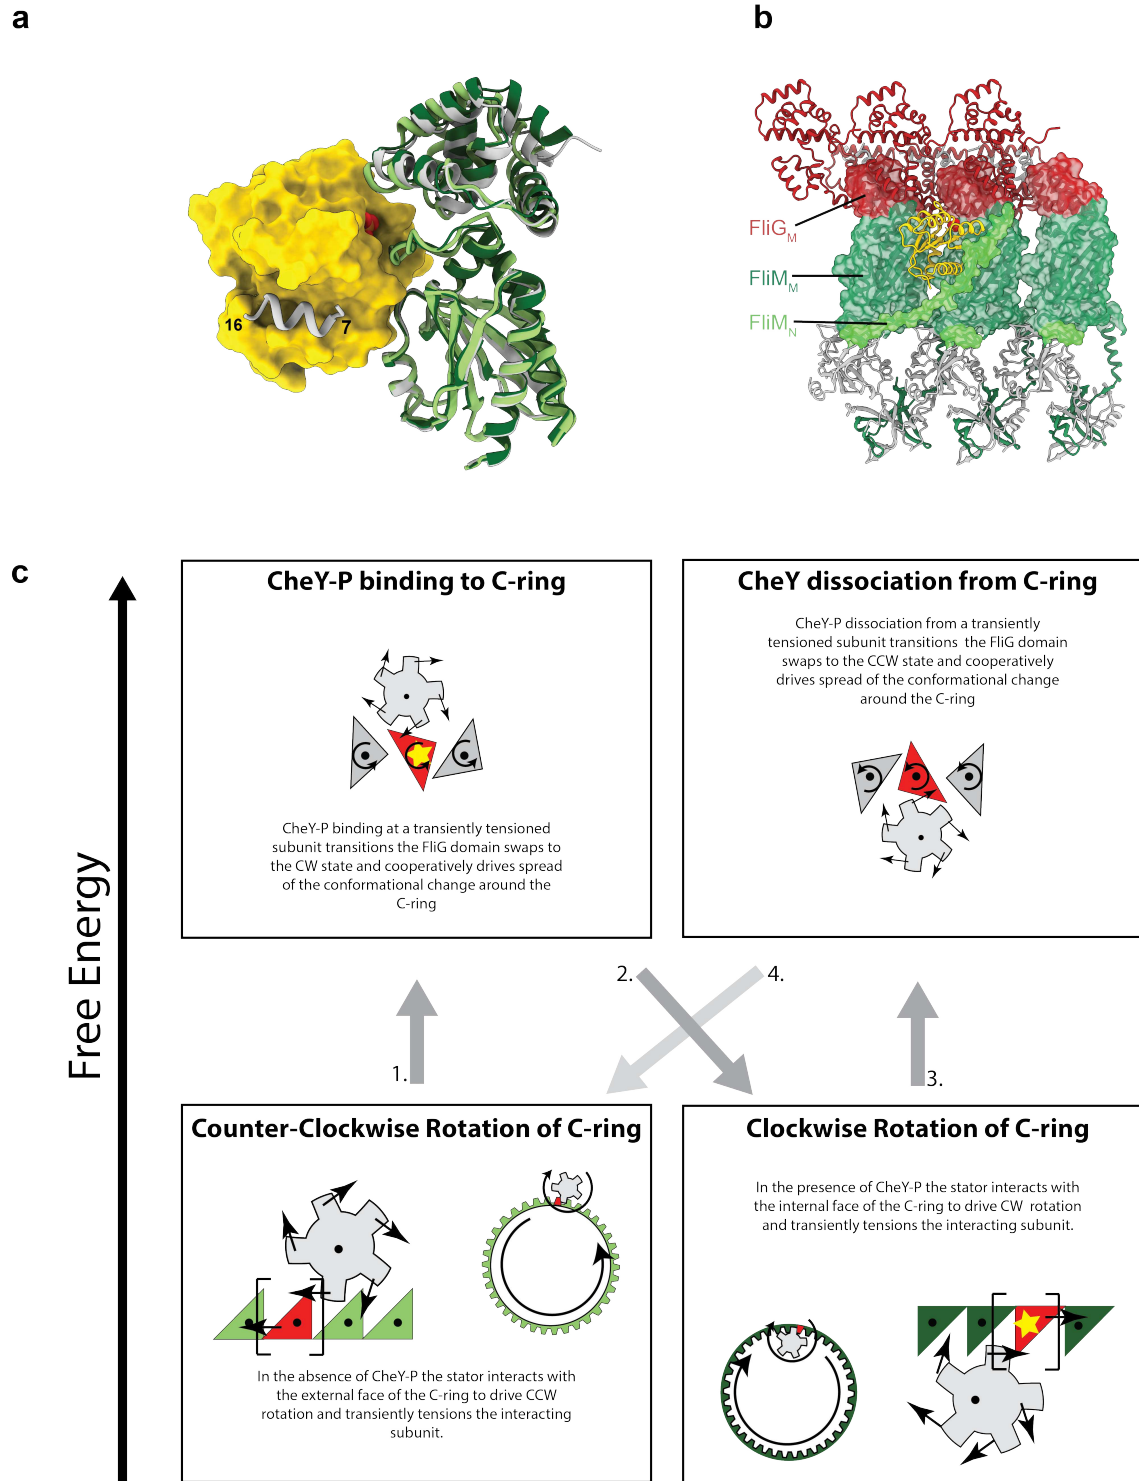 a
b
16
7
FliG_M
FliM_M
FliM_N
c
Free Energy
CheY-P binding to C-ring
CheY-P binding at a transiently tensioned
subunit transitions the FliG domain swaps to
the CW state and cooperatively drives spread
of the conformational change around the
C-ring
CheY dissociation from C-ring
CheY-P dissociation from a transiently
tensioned subunit transitions the FliG domain
swaps to the CCW state and cooperatively
drives spread of the conformational change
around the C-ring
1.
2.
4.
3.
Counter-Clockwise Rotation of C-ring
In the absence of CheY-P the stator interacts with
the external face of the C-ring to drive CCW
rotation and transiently tensions the interacting
subunit.
Clockwise Rotation of C-ring
In the presence of CheY-P the stator interacts with
the internal face of the C-ring to drive CW rotation
and transiently tensions the interacting subunit.